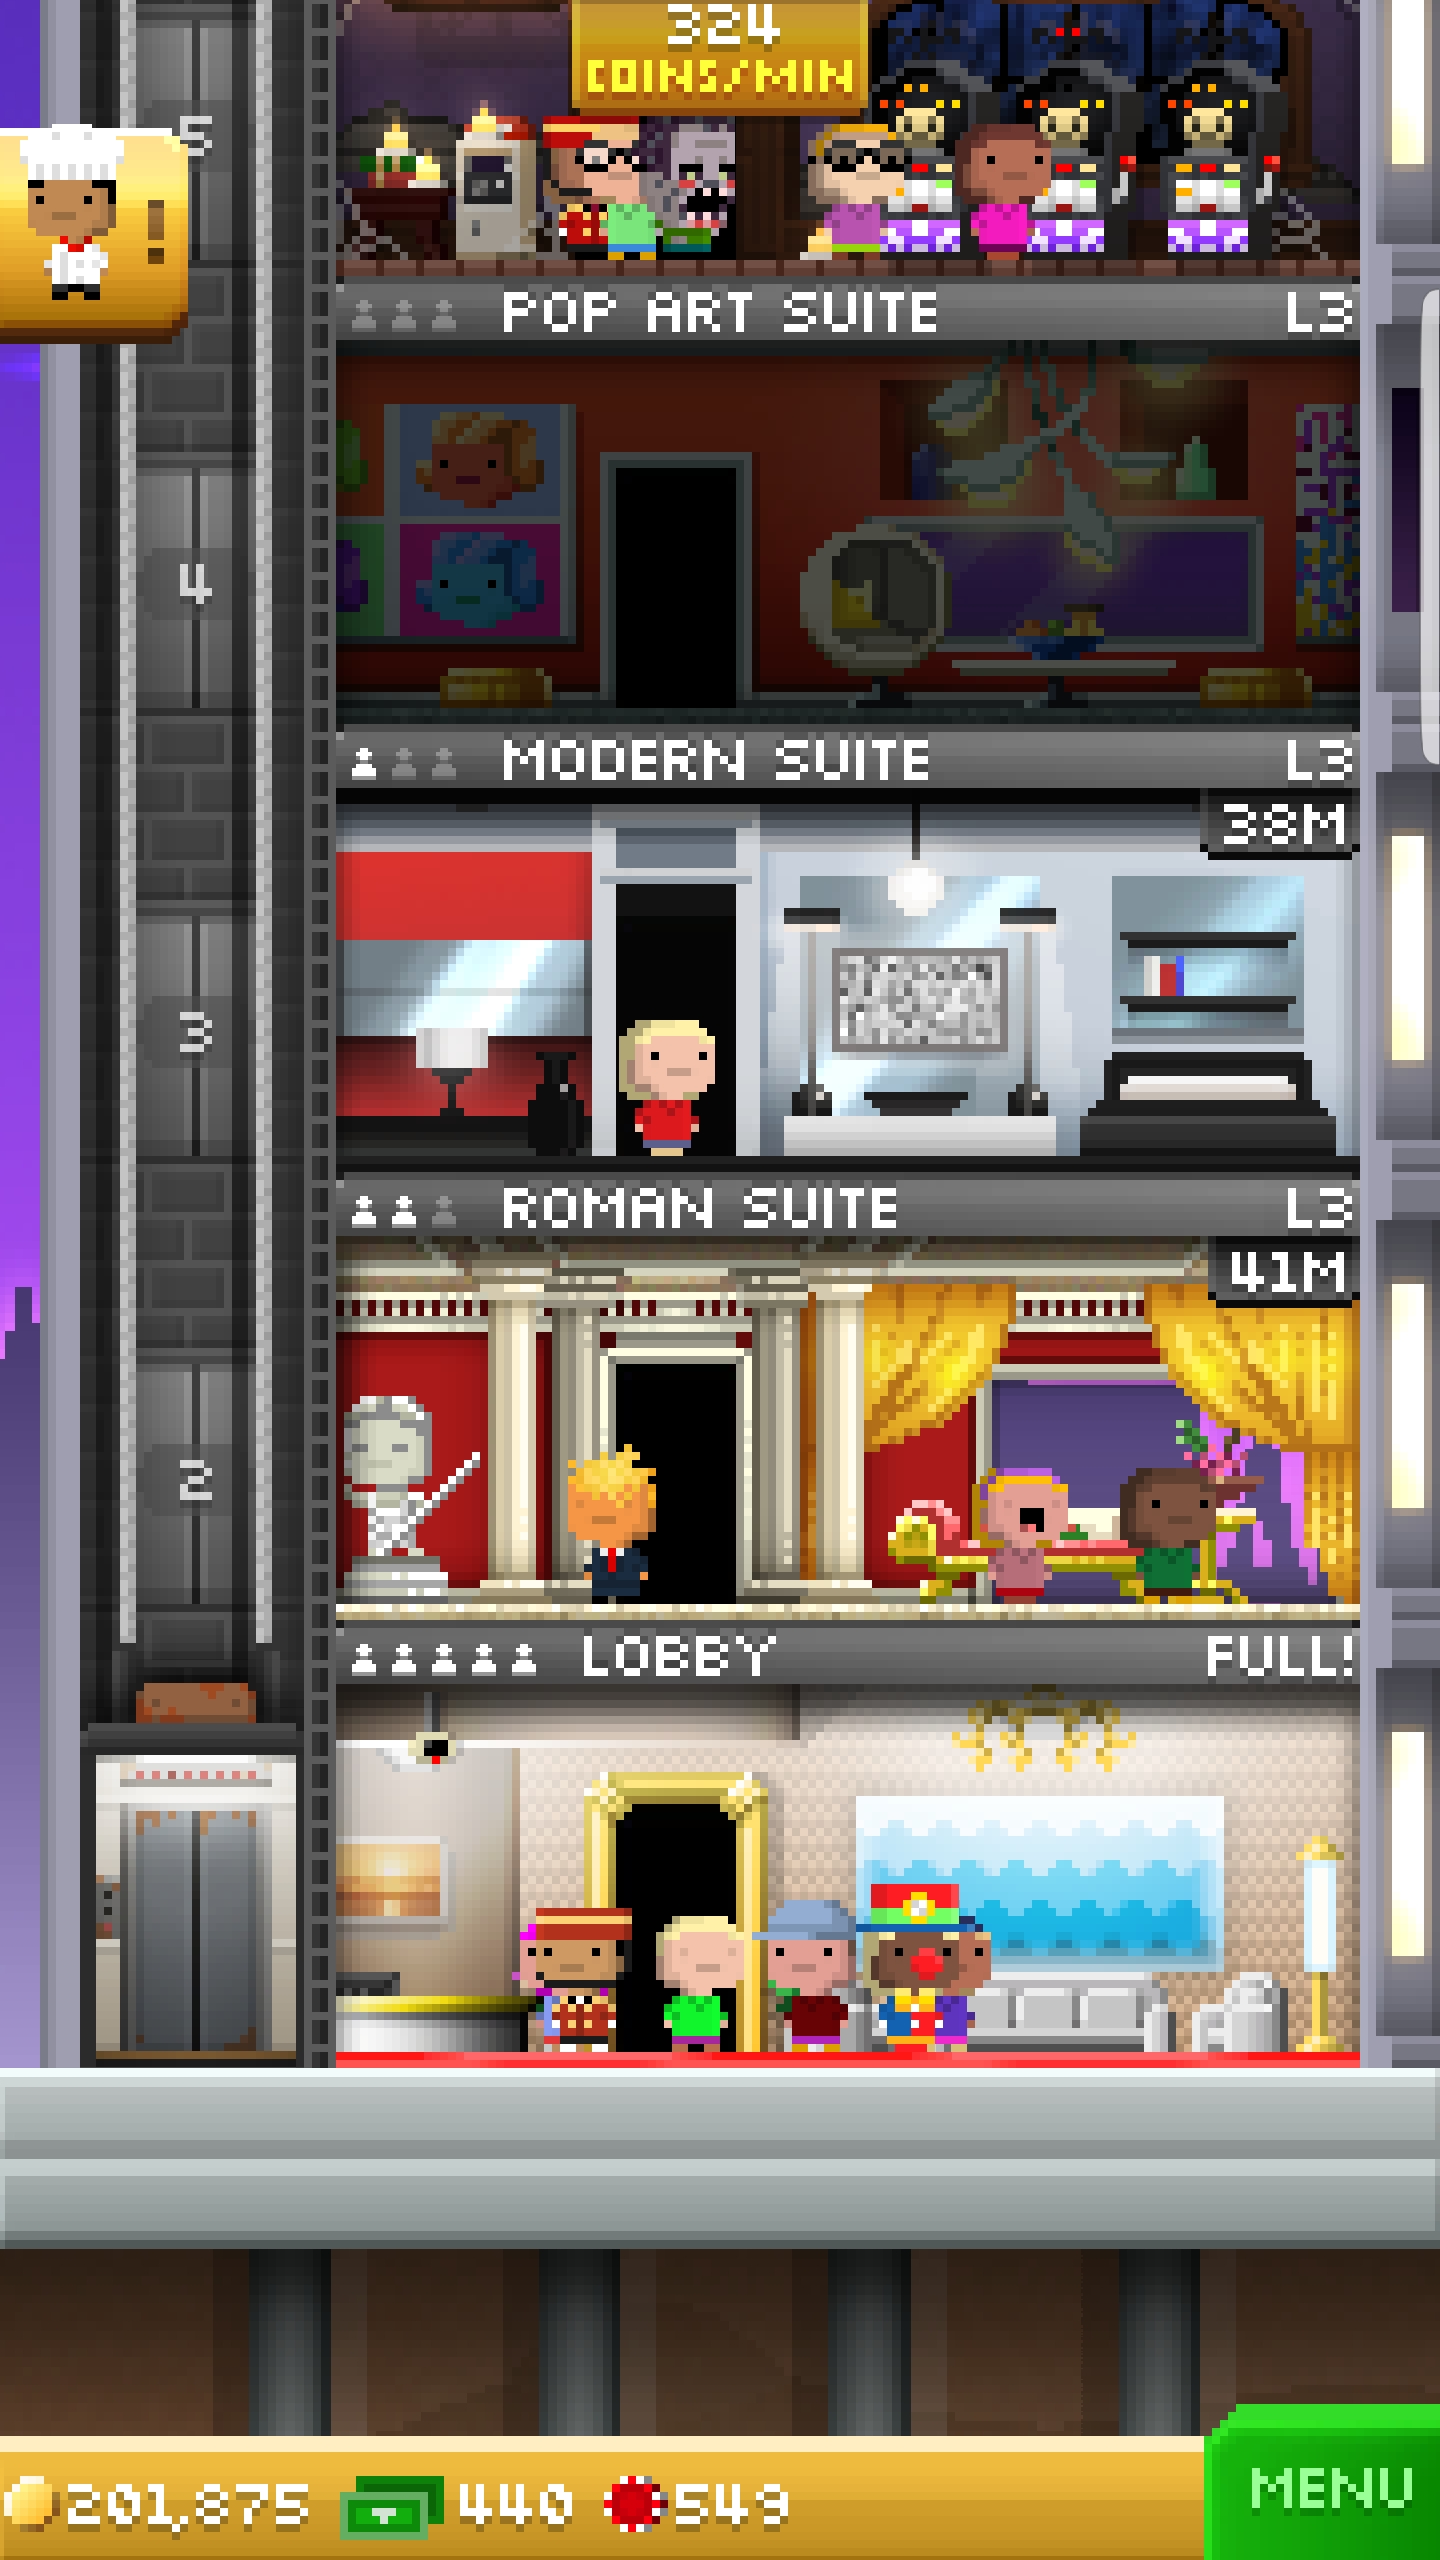 324
COINS/MIN
5
!
POP ART SUITE L3
4
MODERN SUITE L3
38M
3
ROMAN SUITE L3
41M
2
LOBBY FULL!
201,875 440 549
MENU